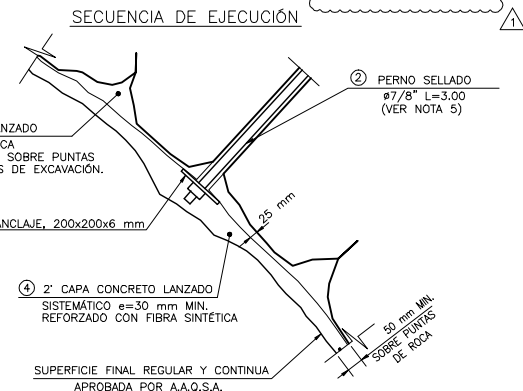 SECUENCIA DE EJECUCIÓN
1
② PERNO SELLADO
ø7/8" L=3.00
(VER NOTA 5)
SOBRE PUNTAS
DE EXCAVACIÓN.
ANCLAJE, 200x200x6 mm
25 mm
④ 2' CAPA CONCRETO LANZADO
SISTEMÁTICO e=30 mm MIN.
REFORZADO CON FIBRA SINTÉTICA
50 mm MIN.
SOBRE PUNTAS
DE ROCA
SUPERFICIE FINAL REGULAR Y CONTINUA
APROBADA POR A.A.Q.S.A.